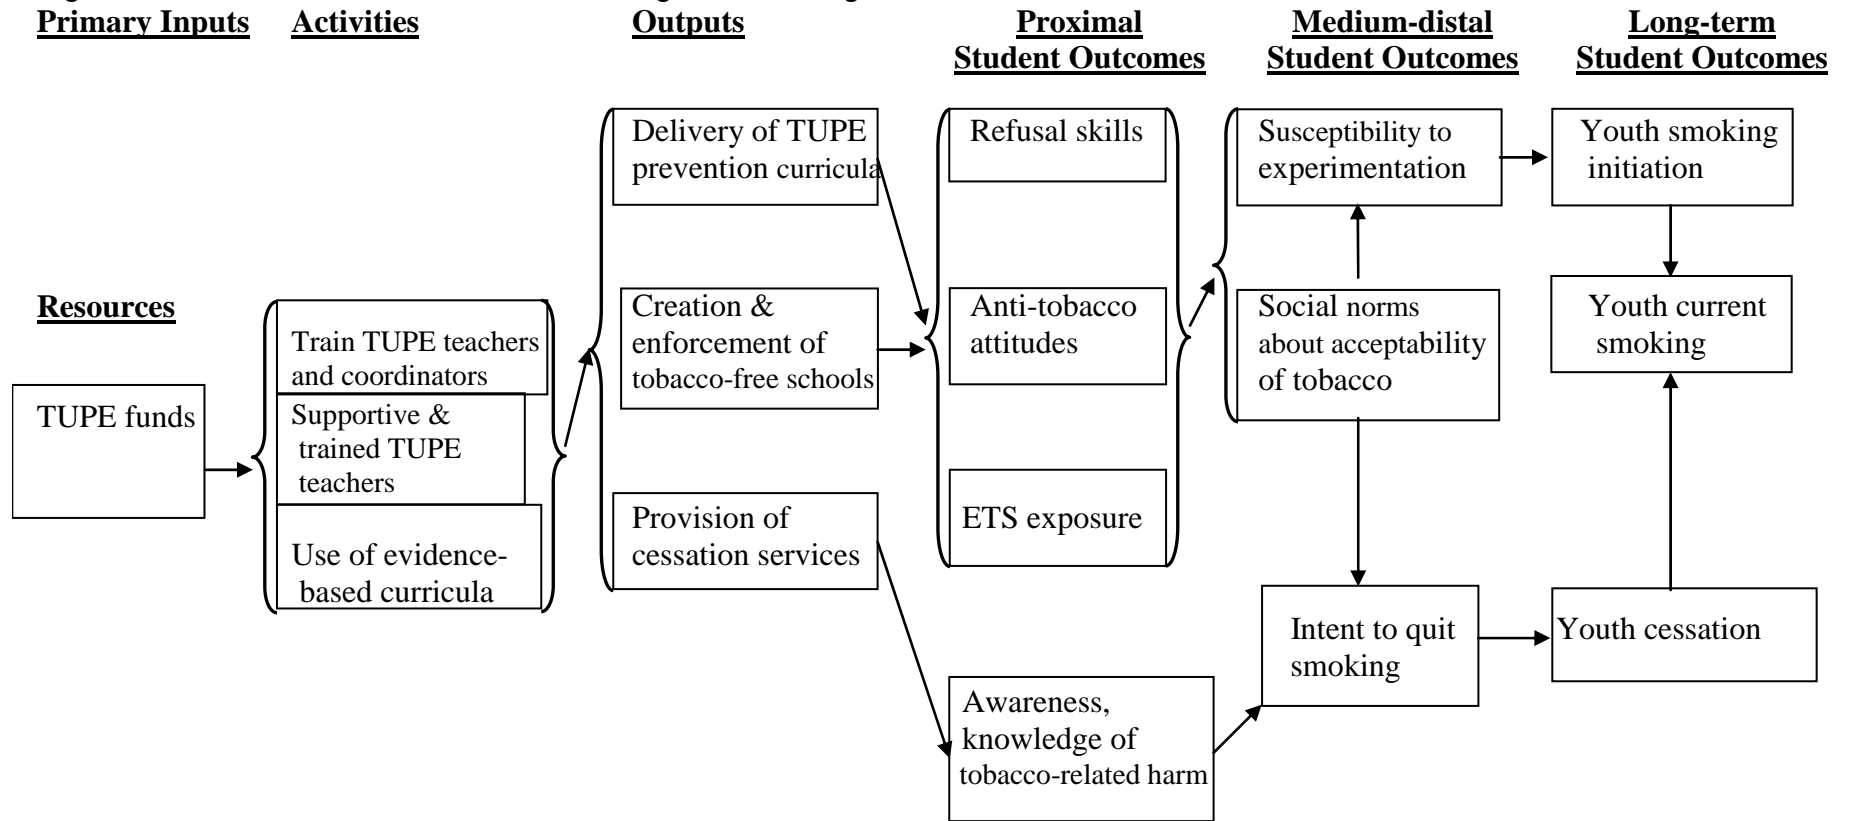 Primary Inputs
Activities
Outputs
Proximal
Student Outcomes
Medium-distal
Student Outcomes
Long-term
Student Outcomes
Resources
TUPE funds
Train TUPE teachers
and coordinators
Supportive &
trained TUPE
teachers
Use of evidence-
based curricula
Delivery of TUPE
prevention curricula
Creation &
enforcement of
tobacco-free schools
Provision of
cessation services
Refusal skills
Anti-tobacco
attitudes
ETS exposure
Awareness,
knowledge of
tobacco-related harm
Susceptibility to
experimentation
Social norms
about acceptability
of tobacco
Intent to quit
smoking
Youth smoking
initiation
Youth current
smoking
Youth cessation